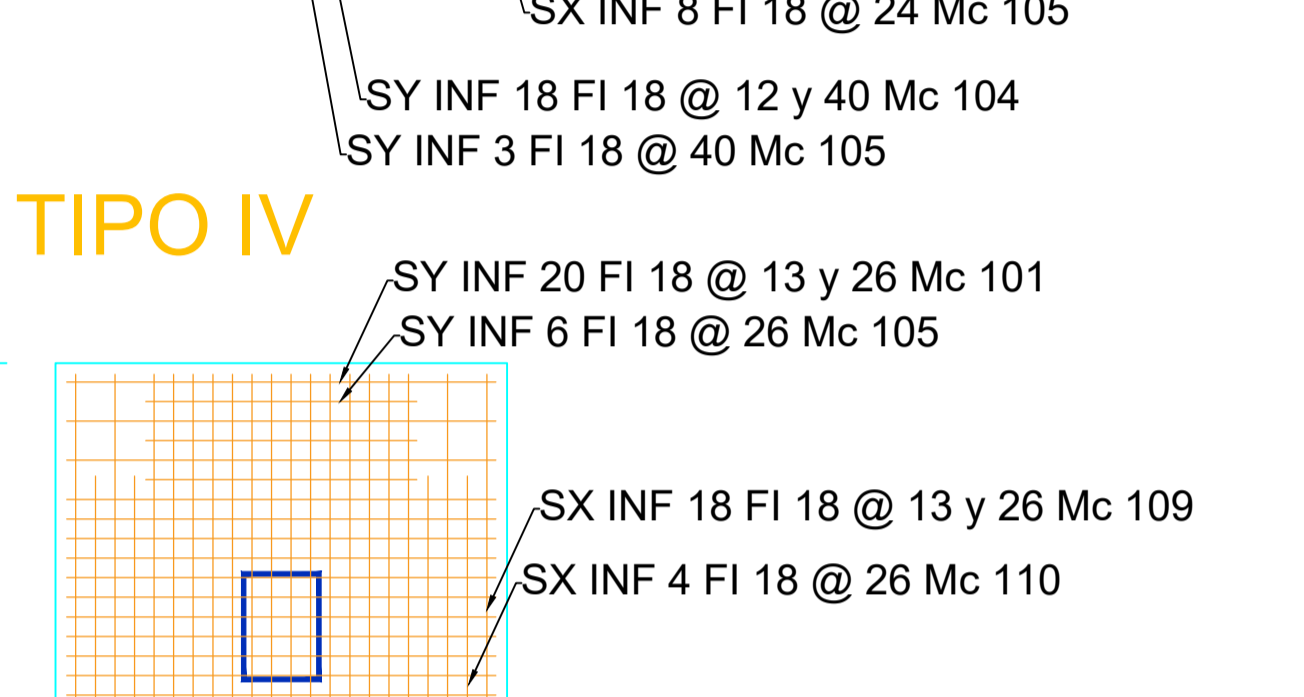 SX INF 8 FI 18 @ 24 Mc 105
SY INF 18 FI 18 @ 12 y 40 Mc 104
SY INF 3 FI 18 @ 40 Mc 105
TIPO IV
SY INF 20 FI 18 @ 13 y 26 Mc 101
SY INF 6 FI 18 @ 26 Mc 105
SX INF 18 FI 18 @ 13 y 26 Mc 109
SX INF 4 FI 18 @ 26 Mc 110